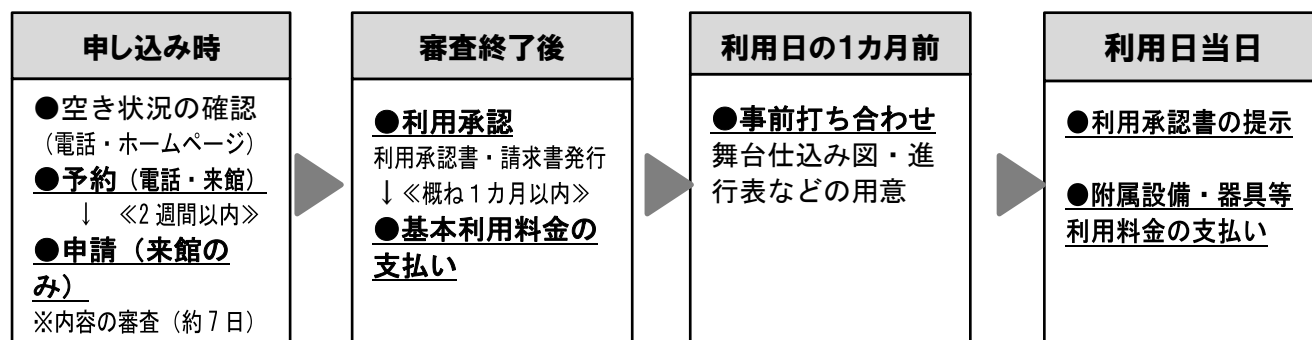 申し込み時
●空き状況の確認
（電話・ホームページ）
●予約（電話・来館）
↓ ≪2週間以内≫
●申請（来館の
み）
※内容の審査（約7日）
審査終了後
●利用承認
利用承認書・請求書発行
↓≪概ね1カ月以内≫
●基本利用料金の
支払い
利用日の1カ月前
●事前打ち合わせ
舞台仕込み図・進
行表などの用意
利用日当日
●利用承認書の提示
●附属設備・器具等
利用料金の支払い